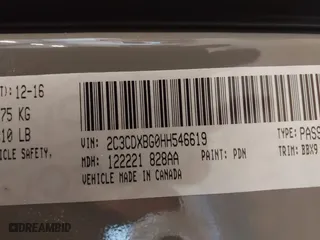 T): 12-16
75 KG
10 LB
HICLE SAFETY,
VIN: 2C3CDXBG0HH546619
TYPE: PASS
MDH: 122221 828AA
PAINT: PDN
TRIM: BBX9
VEHICLE MADE IN CANADA
DREAMBID